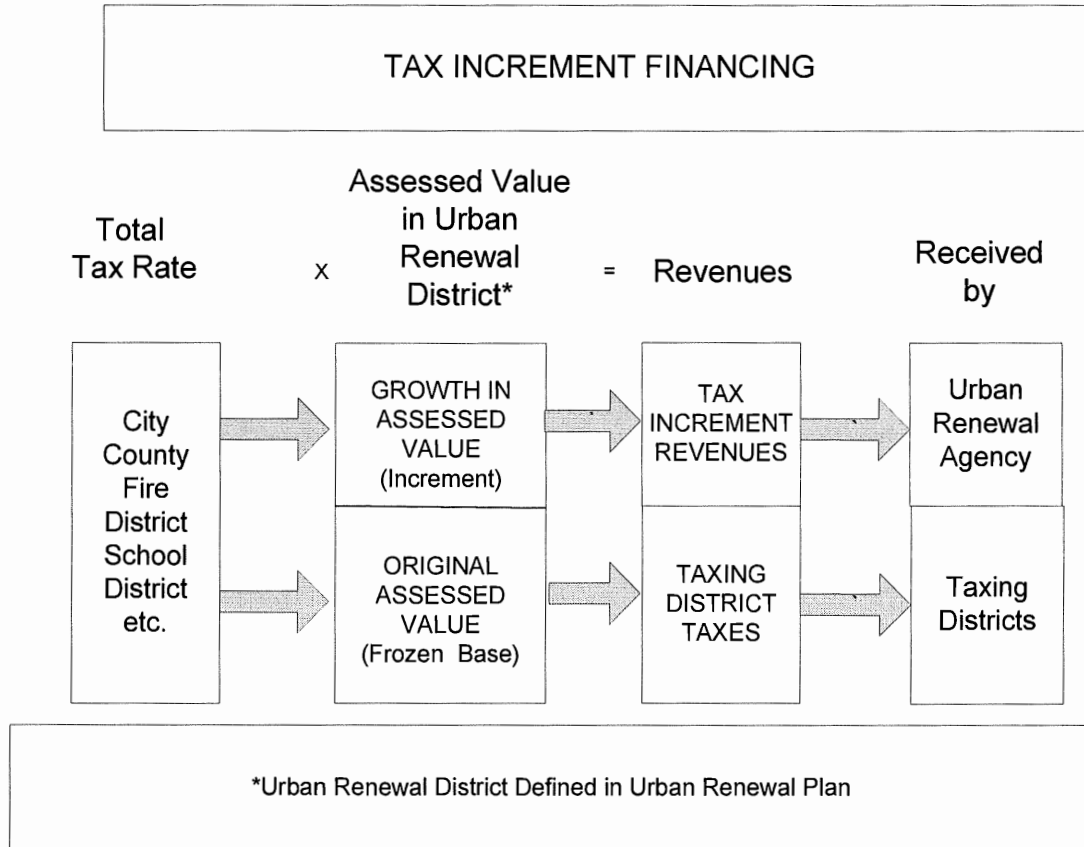 TAX INCREMENT FINANCING
Total
Tax Rate
X
Assessed Value
in Urban
Renewal
District*
=
Revenues
Received
by
City
County
Fire
District
School
District
etc.
GROWTH IN
ASSESSED
VALUE
(Increment)
TAX
INCREMENT
REVENUES
Urban
Renewal
Agency
ORIGINAL
ASSESSED
VALUE
(Frozen Base)
TAXING
DISTRICT
TAXES
Taxing
Districts
*Urban Renewal District Defined in Urban Renewal Plan